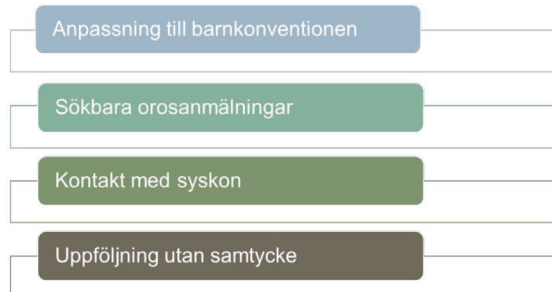 Anpassning till barnkonventionen
Sökbara orosanmälningar
Kontakt med syskon
Uppföljning utan samtycke